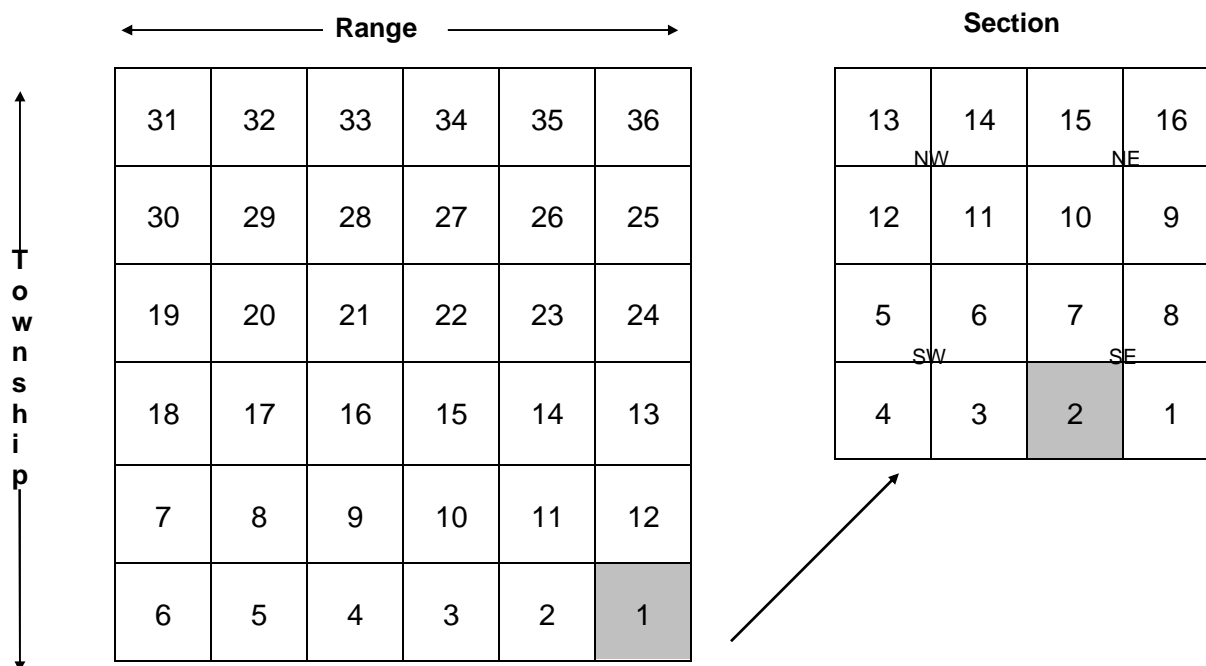 Range
Section
Township
31 32 33 34 35 36
30 29 28 27 26 25
19 20 21 22 23 24
18 17 16 15 14 13
7 8 9 10 11 12
6 5 4 3 2 1
13 14 15 16
NW NE
12 11 10 9
5 6 7 8
SW SE
4 3 2 1